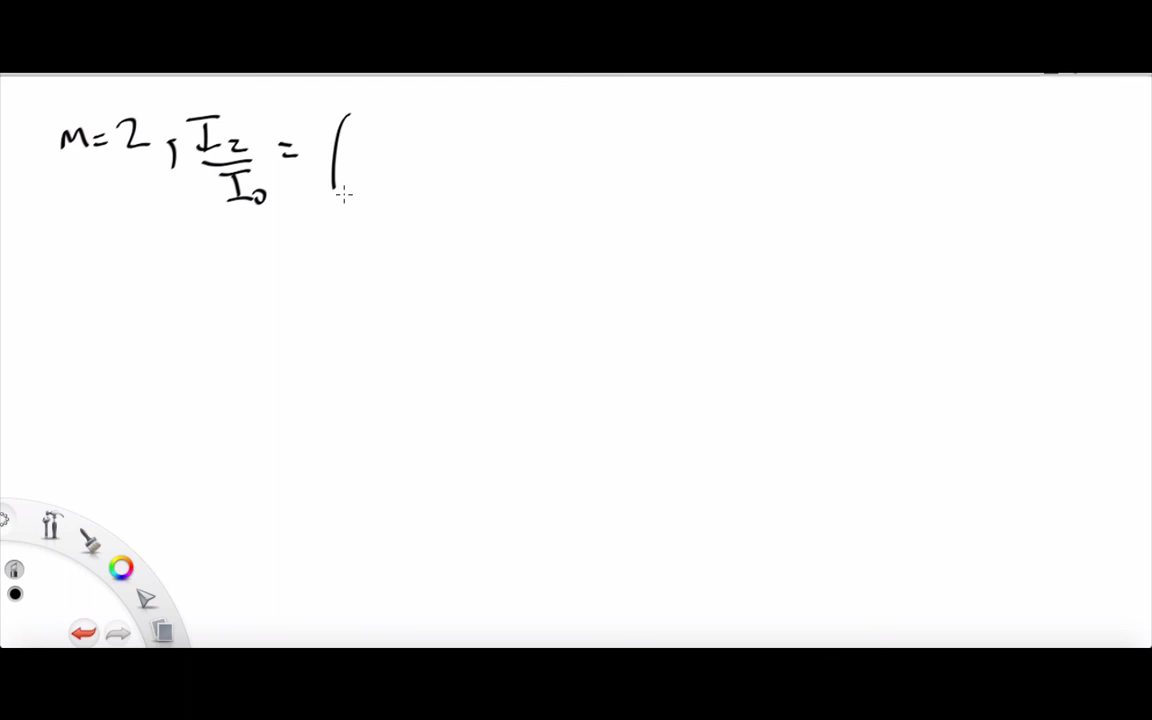 m=2, I₂/I₀ = (